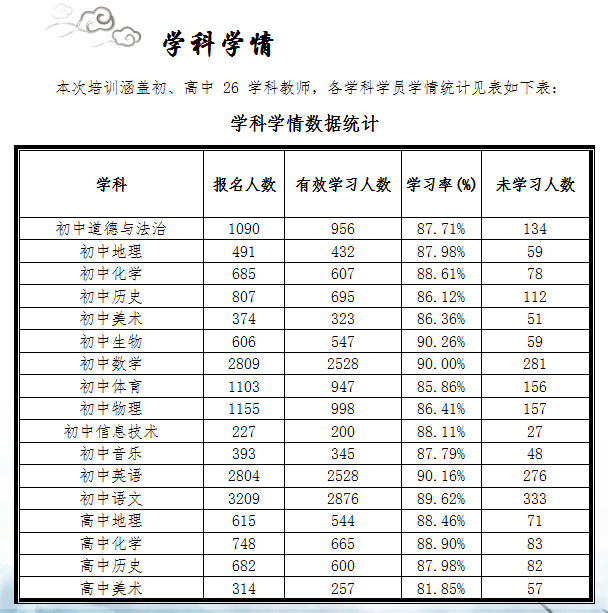 学科学情
本次培训涵盖初、高中 26 学科教师，各学科学员学情统计见表如下表：
学科学情数据统计
学科 报名人数 有效学习人数 学习率(%) 未学习人数
初中道德与法治 1090 956 87.71% 134
初中地理 491 432 87.98% 59
初中化学 685 607 88.61% 78
初中历史 807 695 86.12% 112
初中美术 374 323 86.36% 51
初中生物 606 547 90.26% 59
初中数学 2809 2528 90.00% 281
初中体育 1103 947 85.86% 156
初中物理 1155 998 86.41% 157
初中信息技术 227 200 88.11% 27
初中音乐 393 345 87.79% 48
初中英语 2804 2528 90.16% 276
初中语文 3209 2876 89.62% 333
高中地理 615 544 88.46% 71
高中化学 748 665 88.90% 83
高中历史 682 600 87.98% 82
高中美术 314 257 81.85% 57